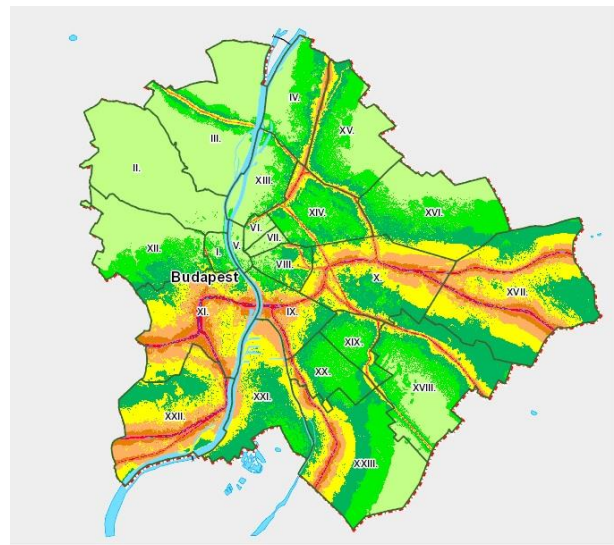 IV.
XV.
III.
II.
XIII.
XIV.
XVI.
VI.
XII.
I.
V.
VII.
VIII.
Budapest
X.
XVII.
XI.
IX.
XIX.
XX.
XVIII.
XXI.
XXII.
XXIII.